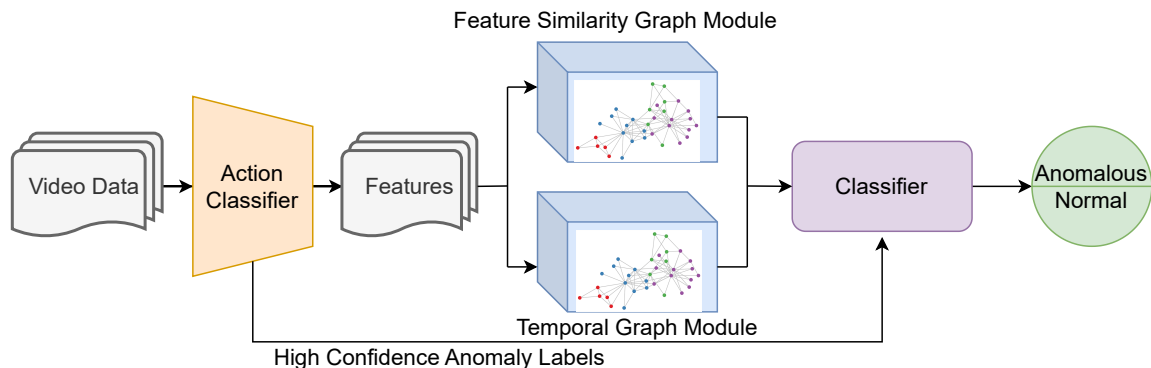 Feature Similarity Graph Module
Video Data
Action
Classifier
Features
Classifier
Anomalous
Normal
Temporal Graph Module
High Confidence Anomaly Labels